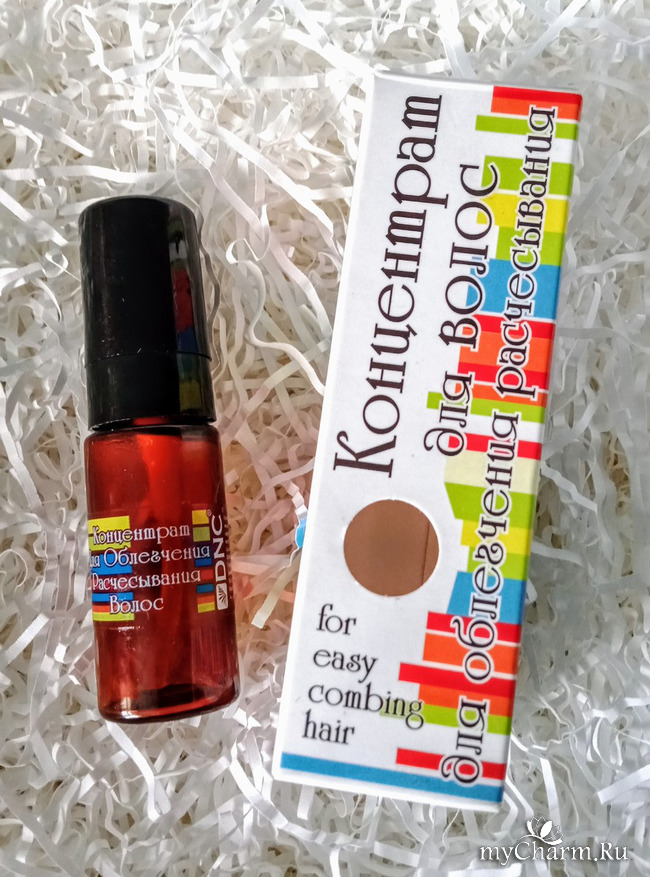 Концентрат
для Облегчения
Расчесывания
Волос
DNC
Концентрат
для волос
для облегчения расчесывания
for
easy
combing
hair
myCharm.Ru